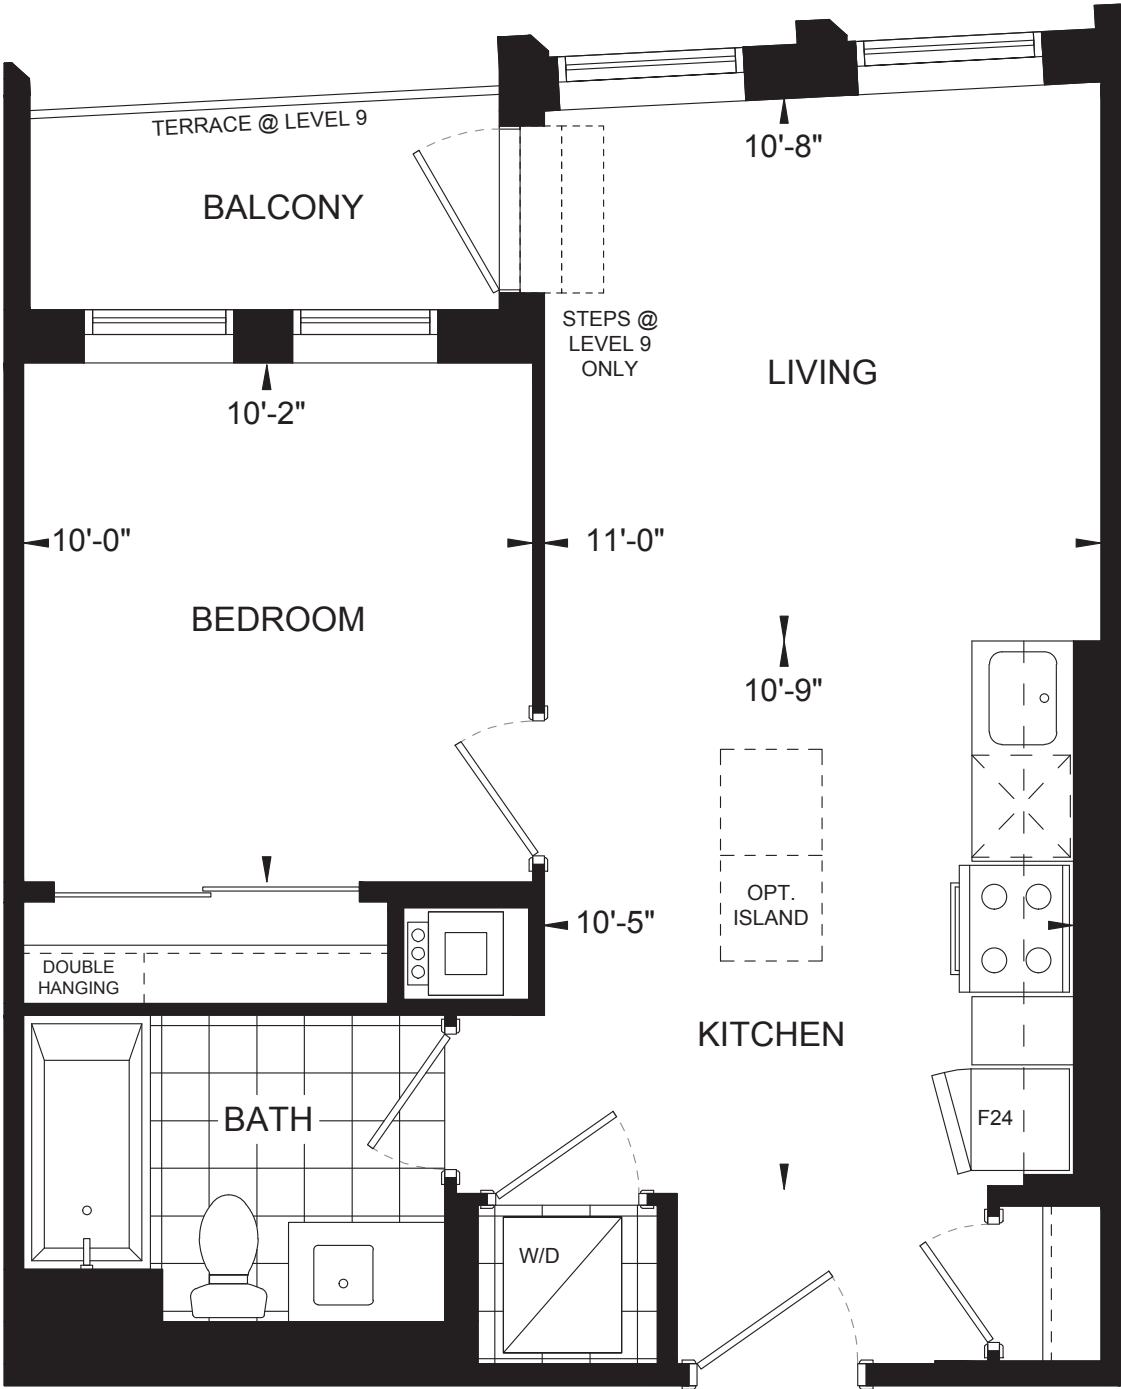 TERRACE @ LEVEL 9
BALCONY
10'-8"
STEPS @
LEVEL 9
ONLY
LIVING
10'-2"
10'-0"
11'-0"
BEDROOM
10'-9"
OPT.
ISLAND
10'-5"
DOUBLE
HANGING
KITCHEN
BATH
F24
W/D